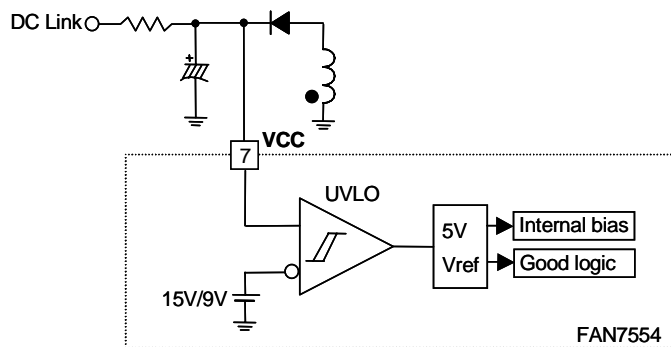 DC Link
+
VCC
7
UVLO
5V
Vref
Internal bias
Good logic
15V/9V
FAN7554